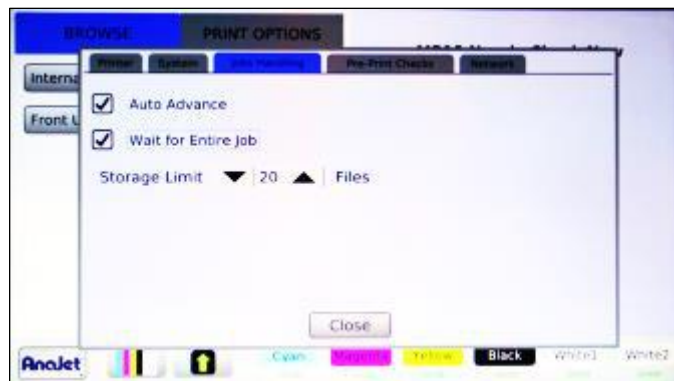 BROWSE PRINT OPTIONS
Printer System Jobs Handling Pre-Print Checks Network
Interna
Front U
Auto Advance
Wait for Entire Job
Storage Limit 20 Files
Close
AnaJet Cyan Magenta Yellow Black White1 White2